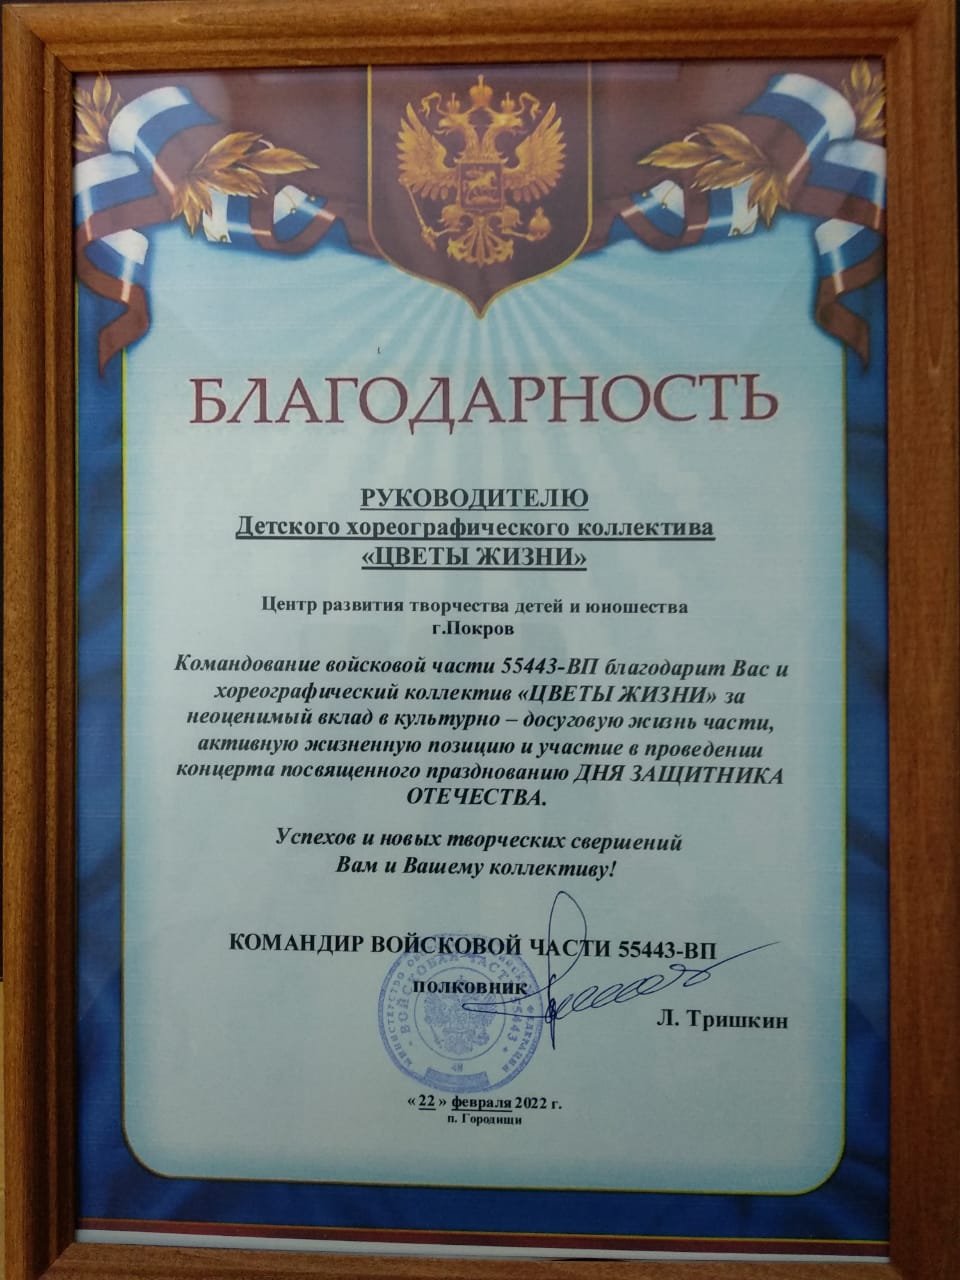 БЛАГОДАРНОСТЬ
РУКОВОДИТЕЛЮ
Детского хореографического коллектива
«ЦВЕТЫ ЖИЗНИ»
Центр развития творчества детей и юношества
г.Покров
Командование войсковой части 55443-ВП благодарит Вас и
хореографический коллектив «ЦВЕТЫ ЖИЗНИ» за
неоценимый вклад в культурно – досуговую жизнь части,
активную жизненную позицию и участие в проведении
концерта посвященного празднованию ДНЯ ЗАЩИТНИКА
ОТЕЧЕСТВА.
Успехов и новых творческих свершений
Вам и Вашему коллективу!
КОМАНДИР ВОЙСКОВОЙ ЧАСТИ 55443-ВП
полковник
Л. Тришкин
ВОЙСКОВАЯ ЧАСТЬ 55443
« 22 » февраля 2022 г.
п. Городищи